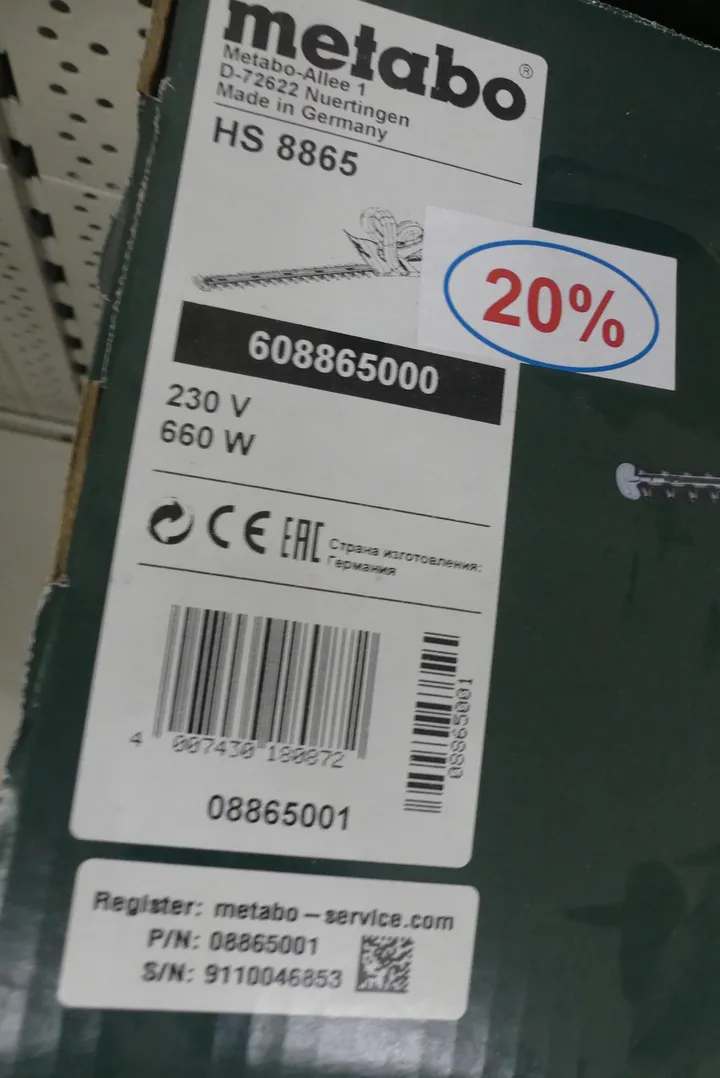 metabo®
Metabo-Allee 1
D-72622 Nuertingen
Made in Germany
HS 8865
20%
608865000
230 V
660 W
CE EAC
Страна изготовления:
Германия
4 007430 180872
08865001
08865001
Register: metabo-service.com
P/N: 08865001
S/N: 9110046853